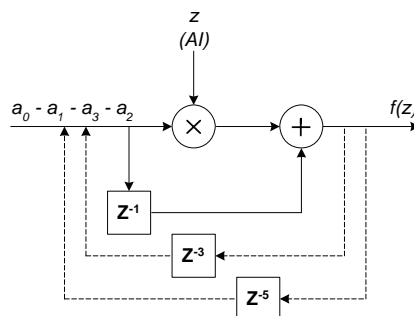 z
(AI)
a₀ - a₁ - a₃ - a₂
×
+
f(z)
Z⁻¹
Z⁻³
Z⁻⁵